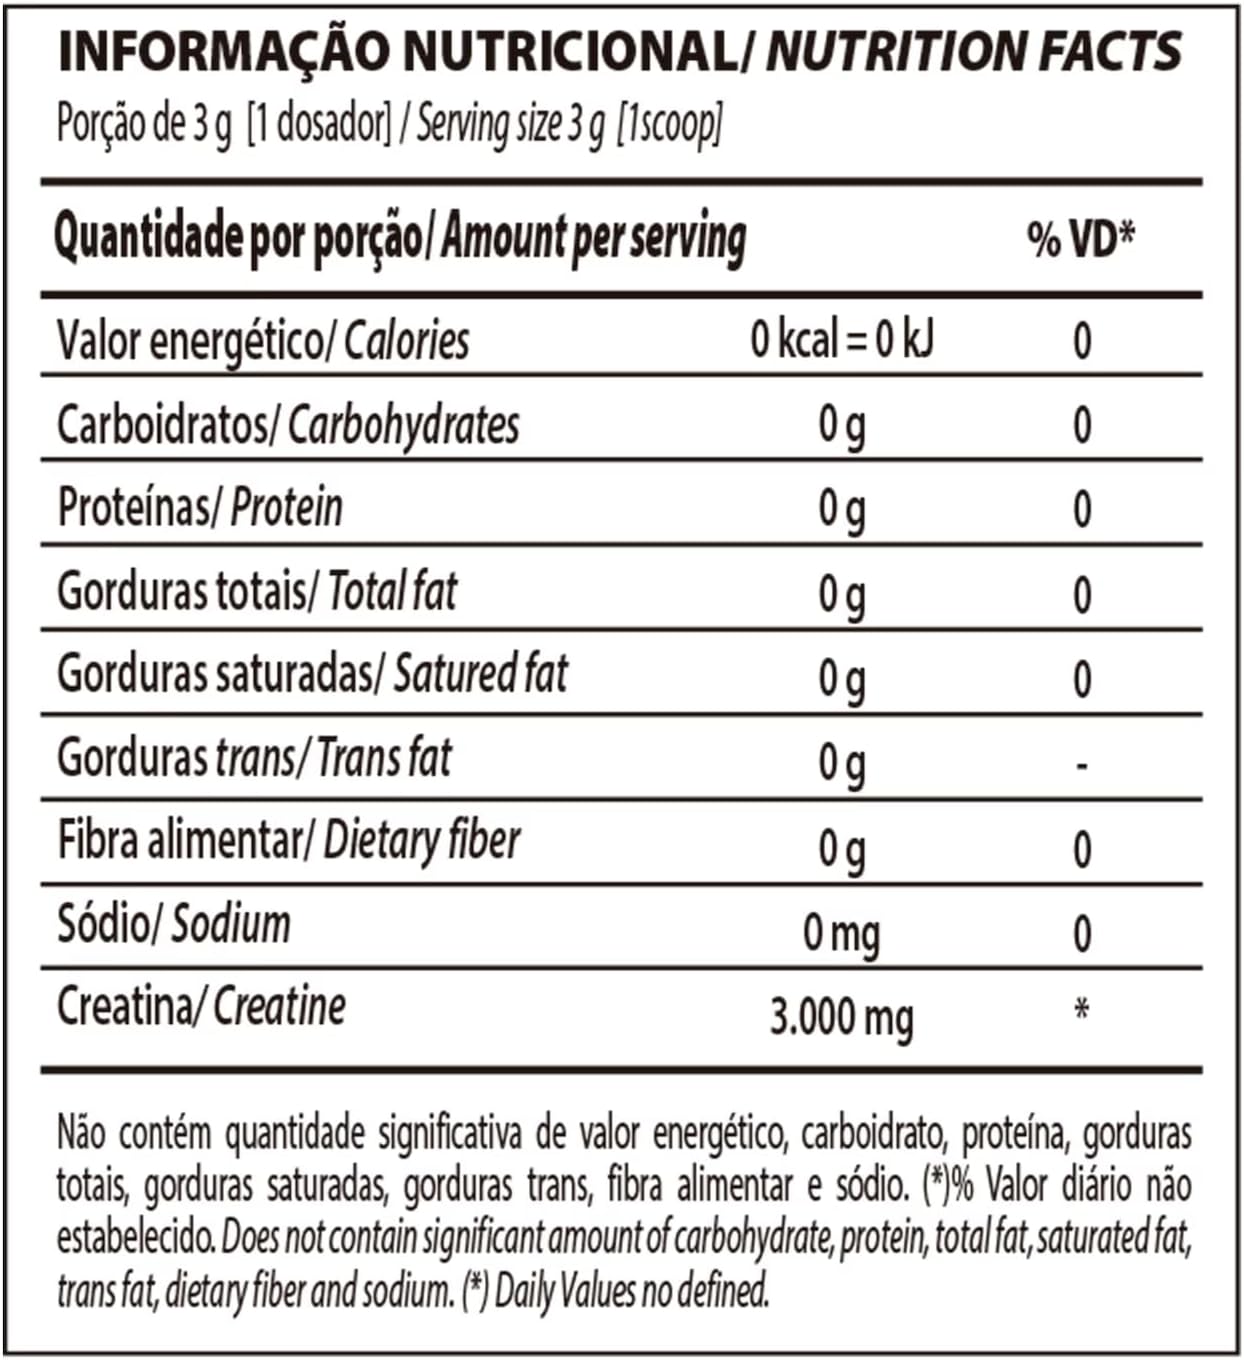 INFORMAÇÃO NUTRICIONAL/ NUTRITION FACTS
Porção de 3 g [1 dosador] / Serving size 3 g [1scoop]
Quantidade por porção/ Amount per serving % VD*
Valor energético/ Calories 0 kcal = 0 kJ 0
Carboidratos/ Carbohydrates 0 g 0
Proteínas/ Protein 0 g 0
Gorduras totais/ Total fat 0 g 0
Gorduras saturadas/ Satured fat 0 g 0
Gorduras trans/ Trans fat 0 g -
Fibra alimentar/ Dietary fiber 0 g 0
Sódio/ Sodium 0 mg 0
Creatina/ Creatine 3.000 mg *
Não contém quantidade significativa de valor energético, carboidrato, proteína, gorduras
totais, gorduras saturadas, gorduras trans, fibra alimentar e sódio. (*)% Valor diário não
estabelecido. Does not contain significant amount of carbohydrate, protein, total fat, saturated fat,
trans fat, dietary fiber and sodium. (*) Daily Values no defined.